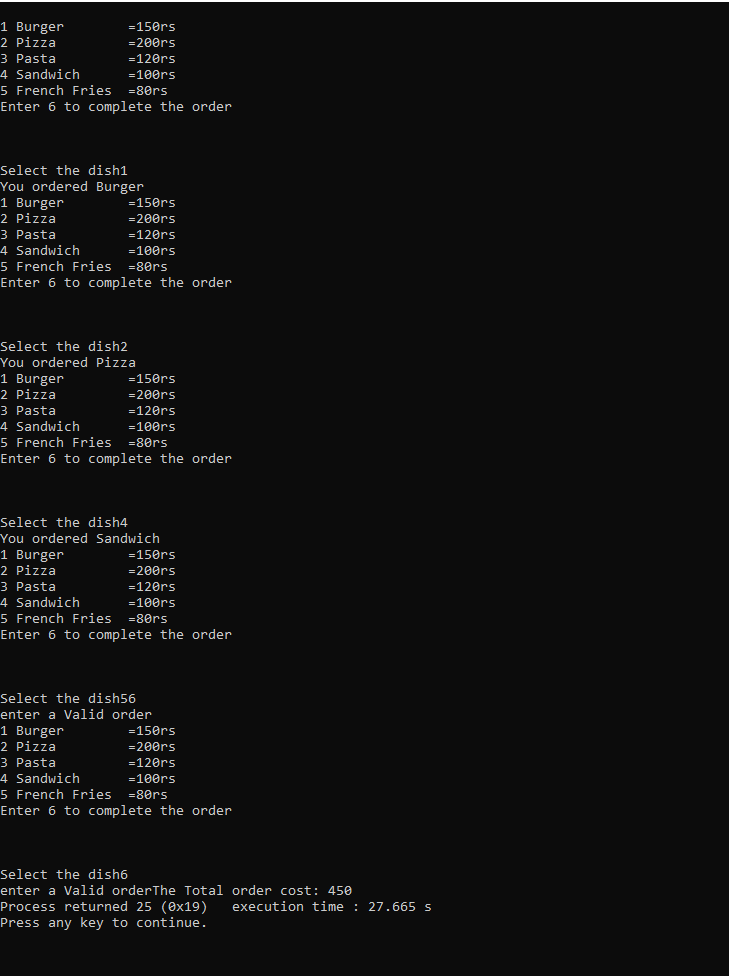 1 Burger        =150rs
2 Pizza         =200rs
3 Pasta         =120rs
4 Sandwich      =100rs
5 French Fries  =80rs
Enter 6 to complete the order
Select the dish1
You ordered Burger
1 Burger        =150rs
2 Pizza         =200rs
3 Pasta         =120rs
4 Sandwich      =100rs
5 French Fries  =80rs
Enter 6 to complete the order
Select the dish2
You ordered Pizza
1 Burger        =150rs
2 Pizza         =200rs
3 Pasta         =120rs
4 Sandwich      =100rs
5 French Fries  =80rs
Enter 6 to complete the order
Select the dish4
You ordered Sandwich
1 Burger        =150rs
2 Pizza         =200rs
3 Pasta         =120rs
4 Sandwich      =100rs
5 French Fries  =80rs
Enter 6 to complete the order
Select the dish56
enter a Valid order
1 Burger        =150rs
2 Pizza         =200rs
3 Pasta         =120rs
4 Sandwich      =100rs
5 French Fries  =80rs
Enter 6 to complete the order
Select the dish6
enter a Valid orderThe Total order cost: 450
Process returned 25 (0x19)   execution time : 27.665 s
Press any key to continue.